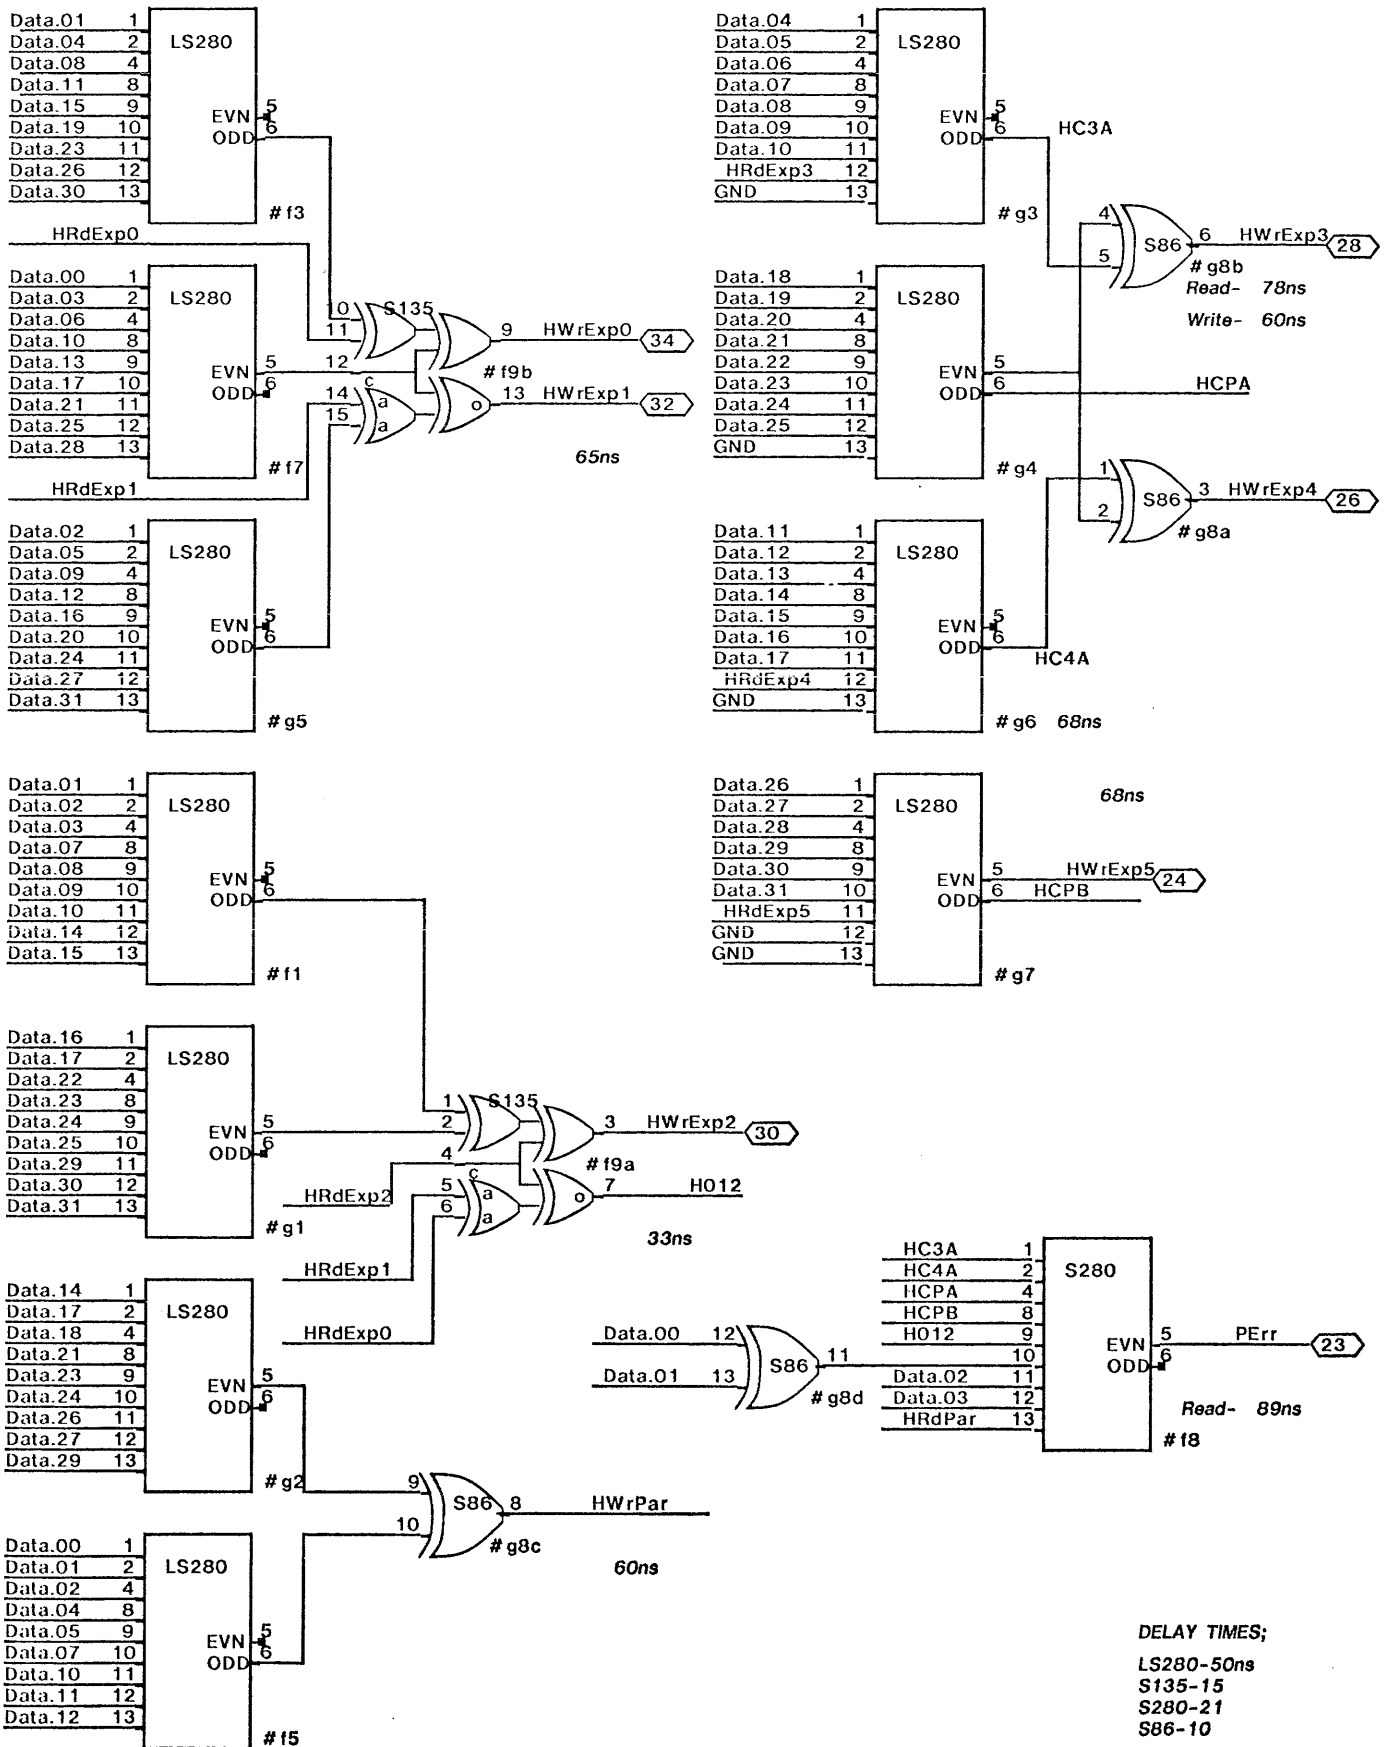 Data.01 1
Data.04 2
Data.08 4
Data.11 8
Data.15 9
Data.19 10
Data.23 11
Data.26 12
Data.30 13
LS280
EVN 5
ODD 6
# f3
HRdExp0
Data.00 1
Data.03 2
Data.06 4
Data.10 8
Data.13 9
Data.17 10
Data.21 11
Data.25 12
Data.28 13
LS280
EVN 5
ODD 6
# f7
HRdExp1
10
11
S135
12
c
14 a
15 a
9 HWrExp0 34
# f9b
o 13 HWrExp1 32
65ns
Data.02 1
Data.05 2
Data.09 4
Data.12 8
Data.16 9
Data.20 10
Data.24 11
Data.27 12
Data.31 13
LS280
EVN 5
ODD 6
# g5
Data.01 1
Data.02 2
Data.03 4
Data.07 8
Data.08 9
Data.09 10
Data.10 11
Data.14 12
Data.15 13
LS280
EVN 5
ODD 6
# f1
Data.16 1
Data.17 2
Data.22 4
Data.23 8
Data.24 9
Data.25 10
Data.29 11
Data.30 12
Data.31 13
LS280
EVN 5
ODD 6
# g1
HRdExp2
HRdExp1
HRdExp0
1
2
S135
4
c
5 a
6 a
3 HWrExp2 30
# f9a
o 7 H012
33ns
Data.14 1
Data.17 2
Data.18 4
Data.21 8
Data.23 9
Data.24 10
Data.26 11
Data.27 12
Data.29 13
LS280
EVN 5
ODD 6
# g2
Data.00 1
Data.01 2
Data.02 4
Data.04 8
Data.05 9
Data.07 10
Data.10 11
Data.11 12
Data.12 13
LS280
EVN 5
ODD 6
# f5
9
10
S86 8 HWrPar
# g8c
60ns
Data.04 1
Data.05 2
Data.06 4
Data.07 8
Data.08 9
Data.09 10
Data.10 11
HRdExp3 12
GND 13
LS280
EVN 5
ODD 6
HC3A
# g3
4
5
S86 6 HWrExp3 28
# g8b
Read- 78ns
Write- 60ns
Data.18 1
Data.19 2
Data.20 4
Data.21 8
Data.22 9
Data.23 10
Data.24 11
Data.25 12
GND 13
LS280
EVN 5
ODD 6
HCPA
# g4
1
2
S86 3 HWrExp4 26
# g8a
Data.11 1
Data.12 2
Data.13 4
Data.14 8
Data.15 9
Data.16 10
Data.17 11
HRdExp4 12
GND 13
LS280
EVN 5
ODD 6
HC4A
# g6 68ns
Data.26 1
Data.27 2
Data.28 4
Data.29 8
Data.30 9
Data.31 10
HRdExp5 11
GND 12
GND 13
LS280
68ns
EVN 5 HWrExp5 24
ODD 6 HCPB
# g7
Data.00 12
Data.01 13
S86 11
# g8d
HC3A 1
HC4A 2
HCPA 4
HCPB 8
H012 9
10
Data.02 11
Data.03 12
HRdPar 13
S280
EVN 5 PErr 23
ODD 6
Read- 89ns
# f8
DELAY TIMES;
LS280-50ns
S135-15
S280-21
S86-10